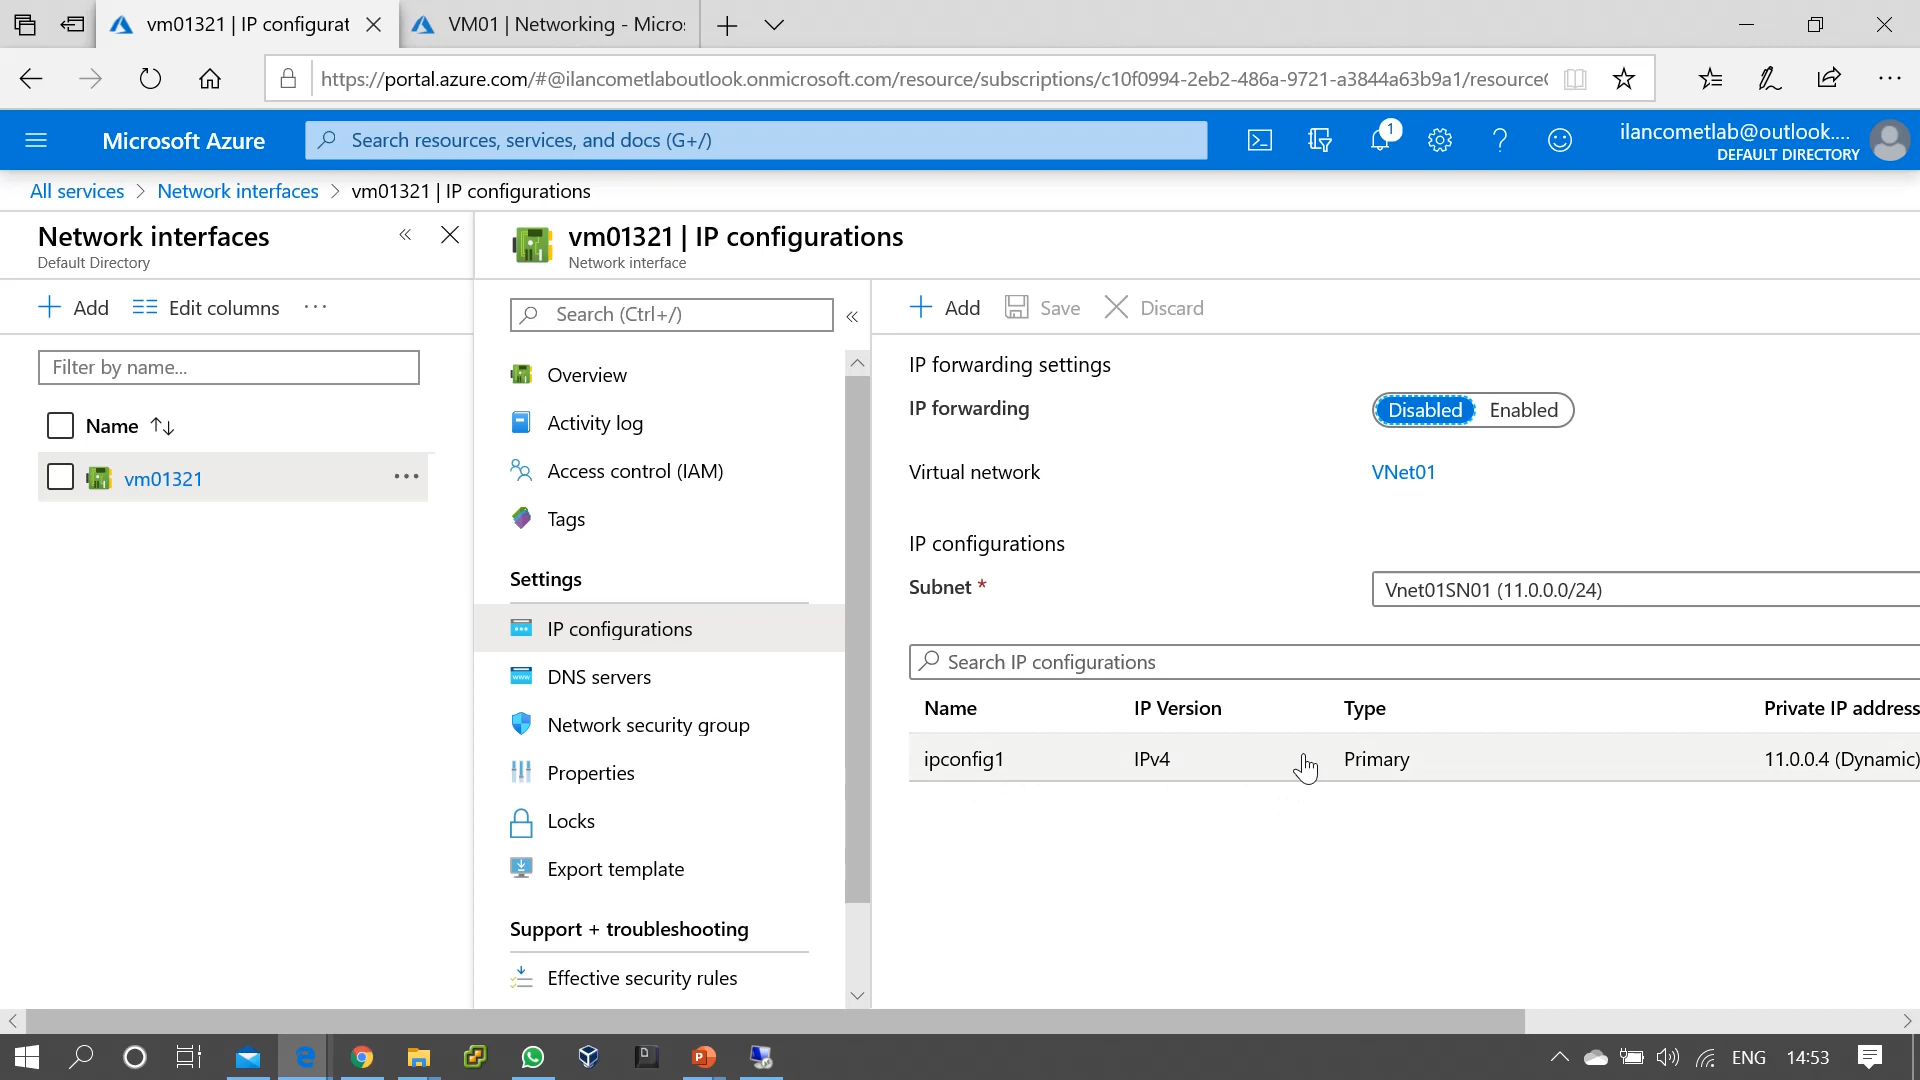 vm01321 | IP configurat
VM01 | Networking - Micro
https://portal.azure.com/#@ilancometlaboutlook.onmicrosoft.com/resource/subscriptions/c10f0994-2eb2-486a-9721-a3844a63b9a1/resource
Microsoft Azure
Search resources, services, and docs (G+/)
1
ilancometlab@outlook....
DEFAULT DIRECTORY
All services > Network interfaces > vm01321 | IP configurations
Network interfaces
Default Directory
vm01321 | IP configurations
Network interface
Add
Edit columns
Filter by name...
Name
vm01321
Search (Ctrl+/)
Overview
Activity log
Access control (IAM)
Tags
Settings
IP configurations
DNS servers
Network security group
Properties
Locks
Export template
Support + troubleshooting
Effective security rules
Add
Save
Discard
IP forwarding settings
IP forwarding
Disabled
Enabled
Virtual network
VNet01
IP configurations
Subnet *
Vnet01SN01 (11.0.0.0/24)
Search IP configurations
Name
IP Version
Type
Private IP address
ipconfig1
IPv4
Primary
11.0.0.4 (Dynamic)
ENG
14:53